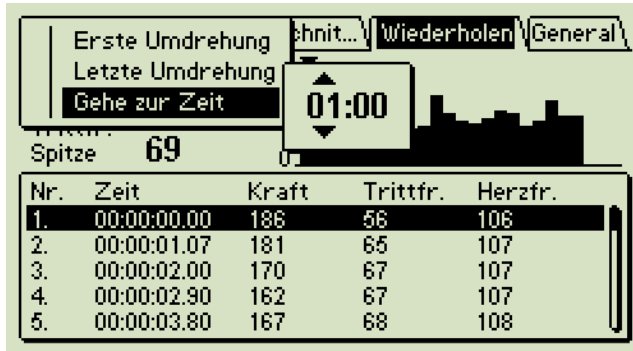 Erste Umdrehung
Letzte Umdrehung
Gehe zur Zeit
01:00
chnit... Wiederholen General
Spitze 69
0
Nr. Zeit Kraft Trittfr. Herzfr.
1. 00:00:00.00 186 56 106
2. 00:00:01.07 181 65 107
3. 00:00:02.00 170 67 107
4. 00:00:02.90 162 67 107
5. 00:00:03.80 167 68 108